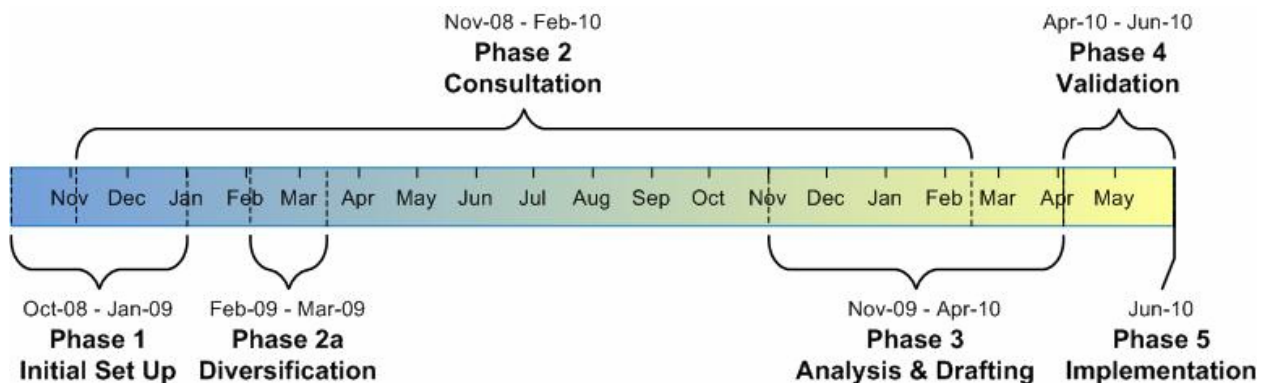 Nov-08 - Feb-10
Phase 2
Consultation
Apr-10 - Jun-10
Phase 4
Validation
Nov Dec Jan Feb Mar Apr May Jun Jul Aug Sep Oct Nov Dec Jan Feb Mar Apr May
Oct-08 - Jan-09
Phase 1
Initial Set Up
Feb-09 - Mar-09
Phase 2a
Diversification
Nov-09 - Apr-10
Phase 3
Analysis & Drafting
Jun-10
Phase 5
Implementation